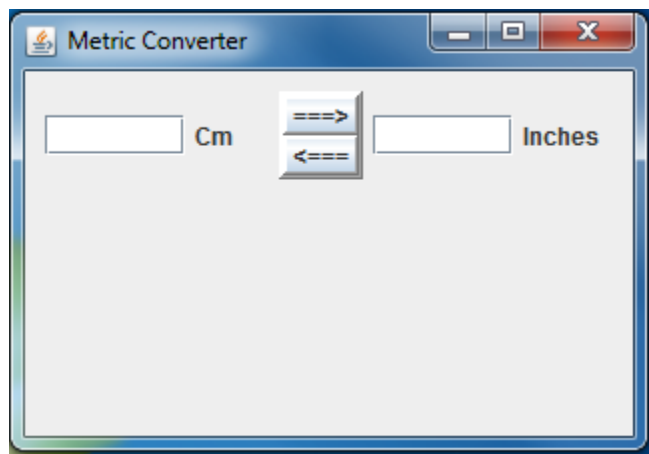 Metric Converter
Cm
===>
<===
Inches